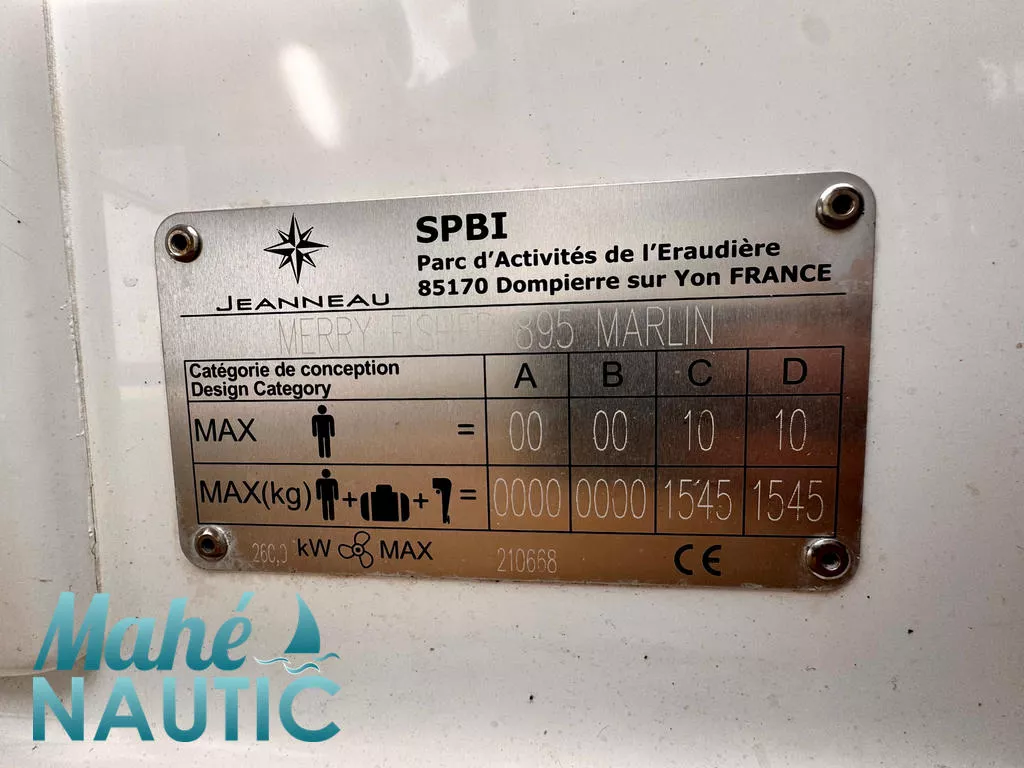 JEANNEAU
SPBI
Parc d'Activités de l'Eraudière
85170 Dompierre sur Yon FRANCE
MERRY FISHER 895 MARLIN
Catégorie de conception
Design Category
A B C D
MAX = 00 00 10 10
MAX(kg) + + = 0000 0000 1545 1545
260,0 kW MAX 210668 CE
Mahé
NAUTIC